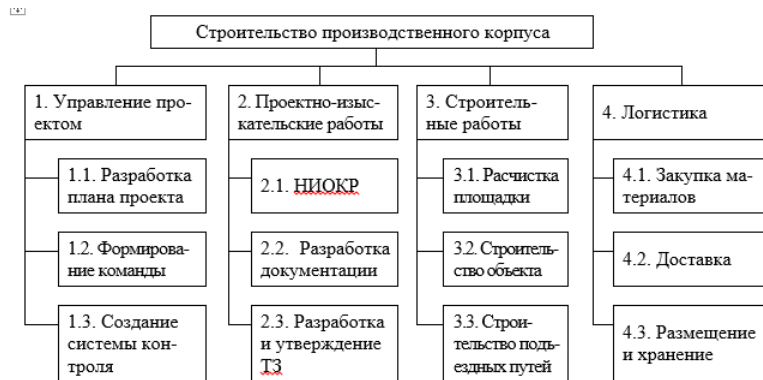 Строительство производственного корпуса
1. Управление про-
ектом
1.1. Разработка
плана проекта
1.2. Формирова-
ние команды
1.3. Создание
системы кон-
троля
2. Проектно-изыс-
кательские работы
2.1. НИОКР
2.2. Разработка
документации
2.3. Разработка
и утверждение
ТЗ
3. Строитель-
ные работы
3.1. Расчистка
площадки
3.2. Строитель-
ство объекта
3.3. Строи-
тельство подъ-
ездных путей
4. Логистика
4.1. Закупка ма-
териалов
4.2. Доставка
4.3. Размещение
и хранение